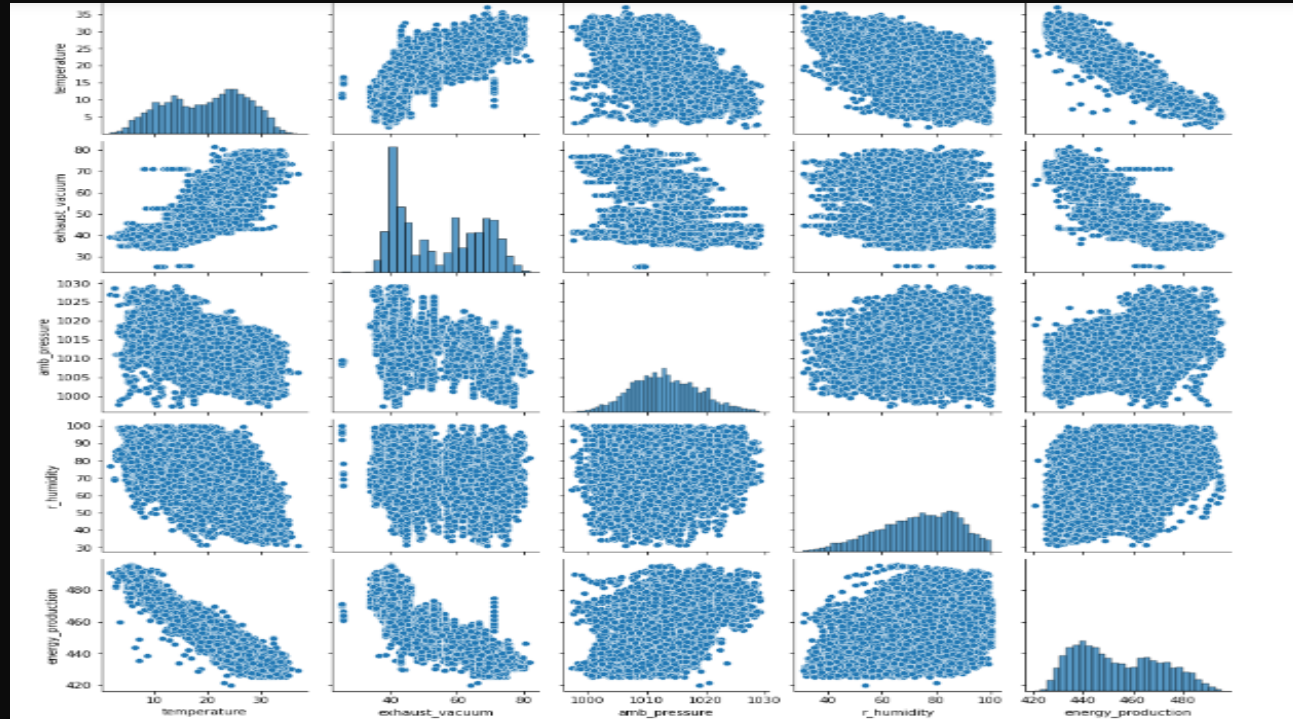 temperature
35
30
25
20
15
10
5
exhaust_vacuum
80
70
60
50
40
30
amb_pressure
1030
1025
1020
1015
1010
1005
1000
r_humidity
100
90
80
70
60
50
40
30
energy_production
480
460
440
420
10 20 30
40 60 80
1000 1010 1020 1030
40 60 80 100
420 440 460 480
temperature exhaust_vacuum amb_pressure r_humidity energy_production